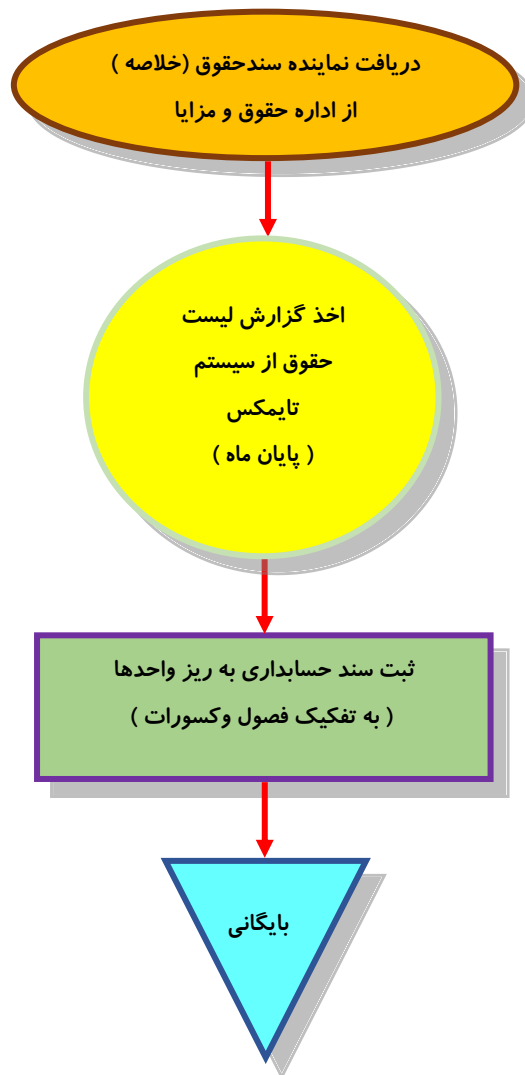 دریافت نماینده سندحقوق (خلاصه )
از اداره حقوق و مزایا
اخذ گزارش لیست
حقوق از سیستم
تایمکس
( پایان ماه )
ثبت سند حسابداری به ریز واحدها
( به تفکیک فصول وکسورات )
بایگانی